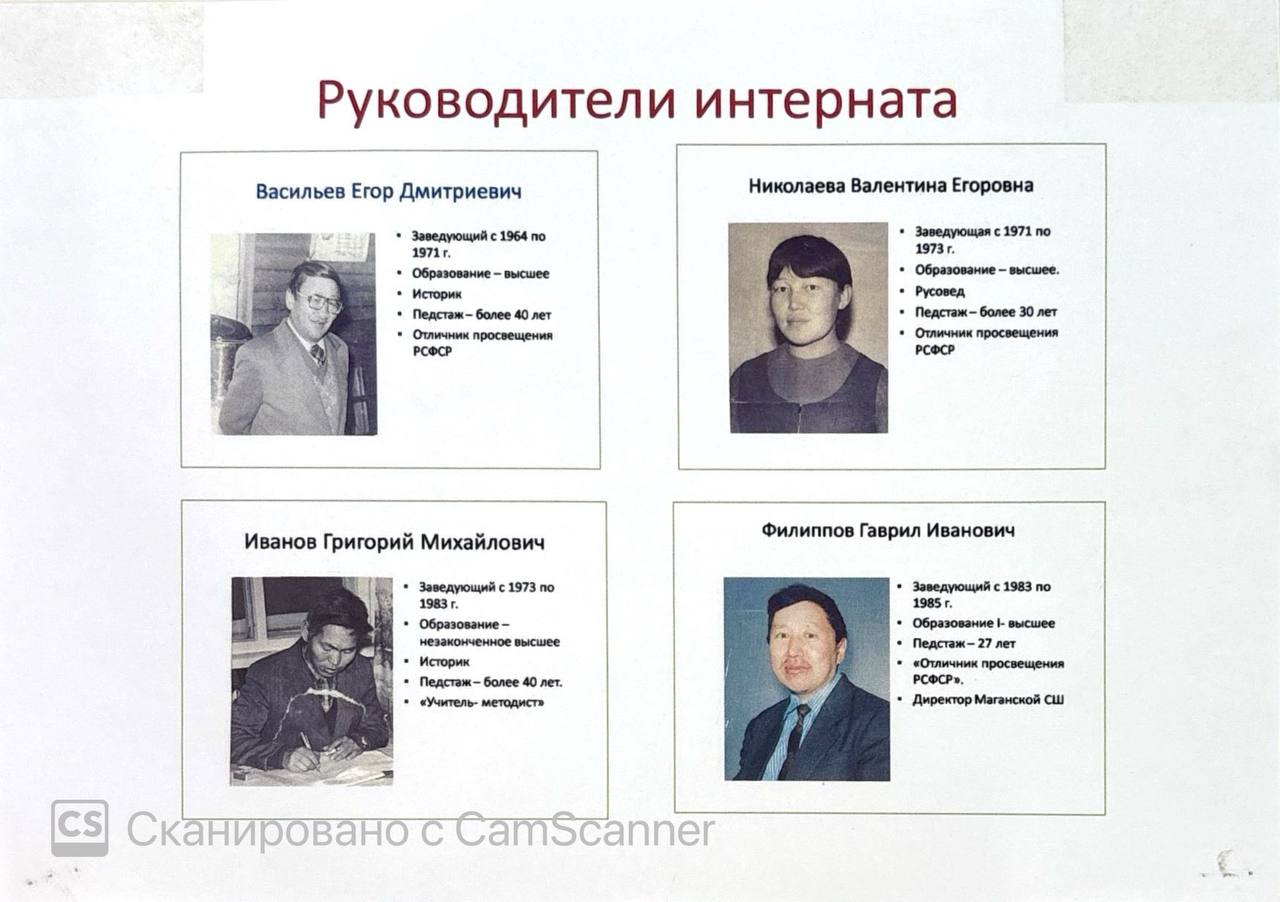 Руководители интерната
Васильев Егор Дмитриевич
• Заведующий с 1964 по
1971 г.
• Образование – высшее
• Историк
• Педстаж – более 40 лет
• Отличник просвещения
РСФСР
Николаева Валентина Егоровна
• Заведующая с 1971 по
1973 г.
• Образование – высшее.
• Русовед
• Педстаж – более 30 лет
• Отличник просвещения
РСФСР
Иванов Григорий Михайлович
• Заведующий с 1973 по
1983 г.
• Образование –
незаконченное высшее
• Историк
• Педстаж – более 40 лет.
• «Учитель- методист»
Филиппов Гаврил Иванович
• Заведующий с 1983 по
1985 г.
• Образование I- высшее
• Педстаж – 27 лет
• «Отличник просвещения
РСФСР».
• Директор Маганской СШ
CS Сканировано с CamScanner